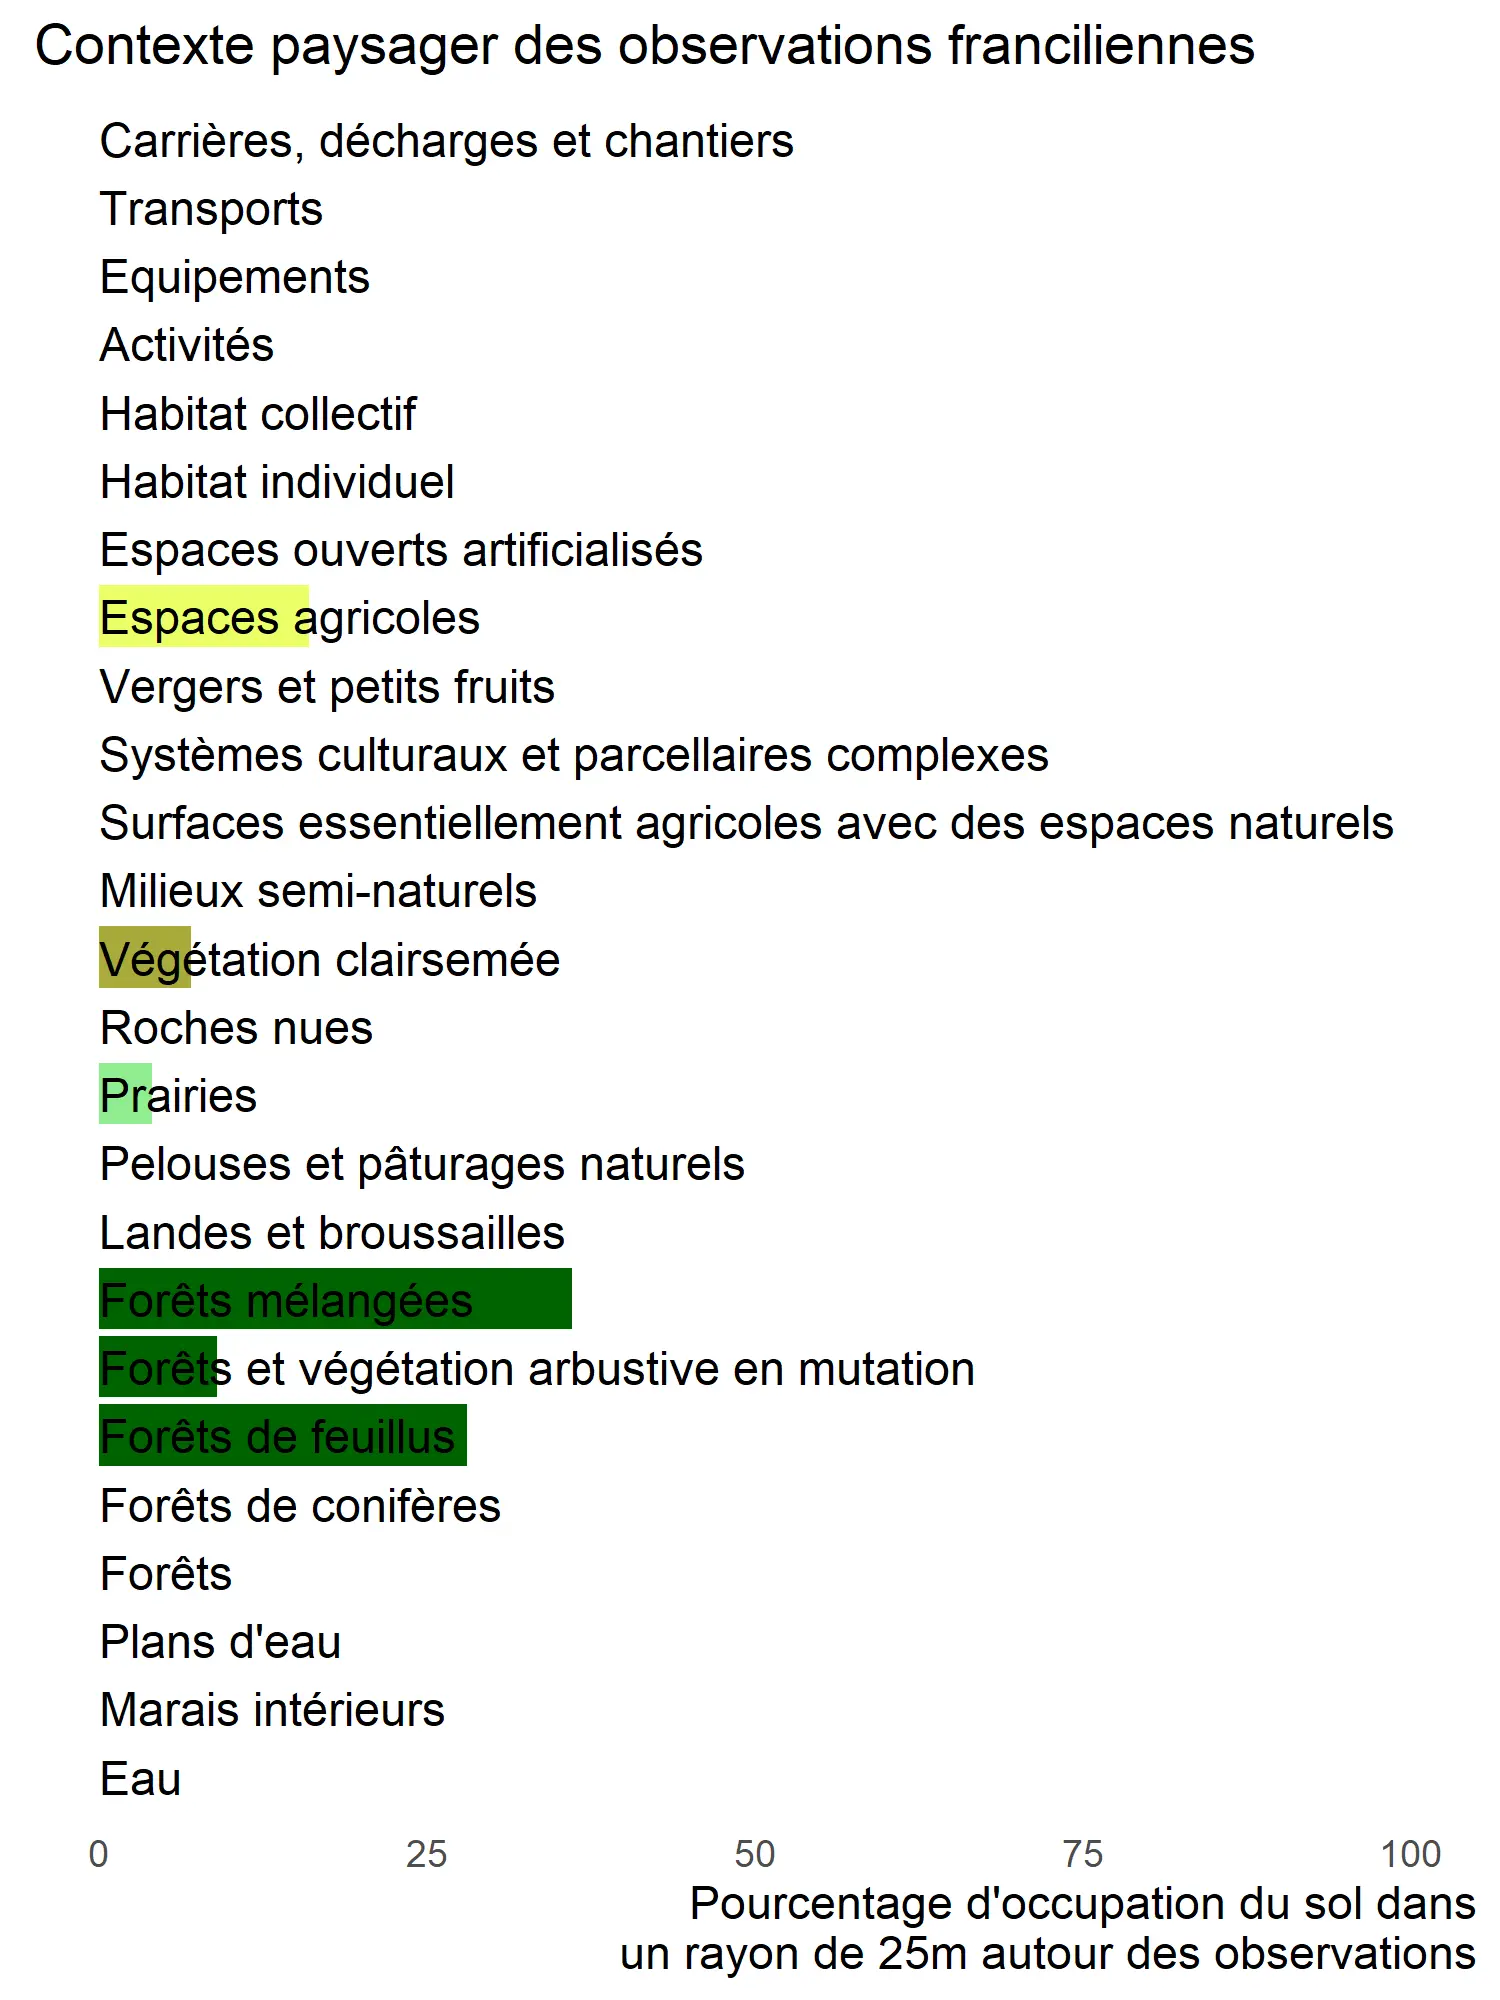 Contexte paysager des observations franciliennes
Carrières, décharges et chantiers
Transports
Equipements
Activités
Habitat collectif
Habitat individuel
Espaces ouverts artificialisés
Espaces agricoles
Vergers et petits fruits
Systèmes culturaux et parcellaires complexes
Surfaces essentiellement agricoles avec des espaces naturels
Milieux semi-naturels
Végétation clairsemée
Roches nues
Prairies
Pelouses et pâturages naturels
Landes et broussailles
Forêts mélangées
Forêts et végétation arbustive en mutation
Forêts de feuillus
Forêts de conifères
Forêts
Plans d'eau
Marais intérieurs
Eau
0 25 50 75 100
Pourcentage d'occupation du sol dans
un rayon de 25m autour des observations